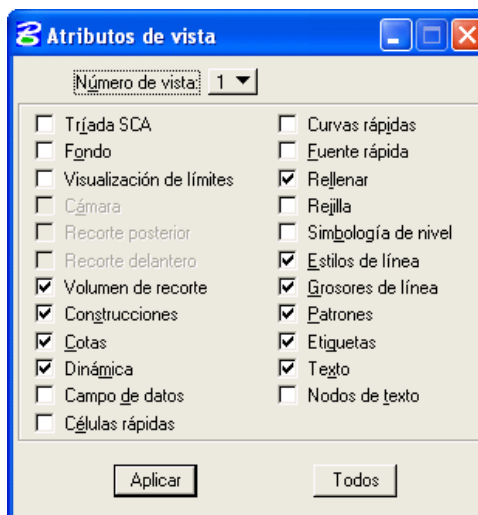 Atributos de vista
Número de vista: 1
Tríada SCA
Fondo
Visualización de límites
Cámara
Recorte posterior
Recorte delantero
Volumen de recorte
Construcciones
Cotas
Dinámica
Campo de datos
Células rápidas
Curvas rápidas
Fuente rápida
Rellenar
Rejilla
Simbología de nivel
Estilos de línea
Grosores de línea
Patrones
Etiquetas
Texto
Nodos de texto
Aplicar
Todos